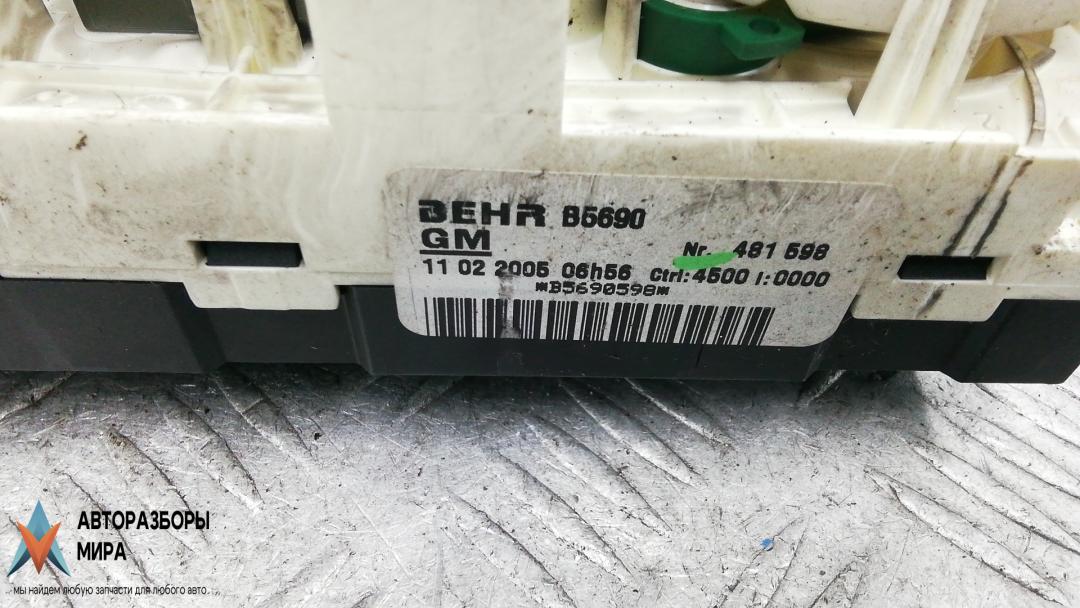 BEHR B5690
GM
Nr. 481 598
11 02 2005 06h56 Ctrl:4500 I:0000
*B5690598*
АВТОРАЗБОРЫ
МИРА
мы найдем любую запчасти для любого авто